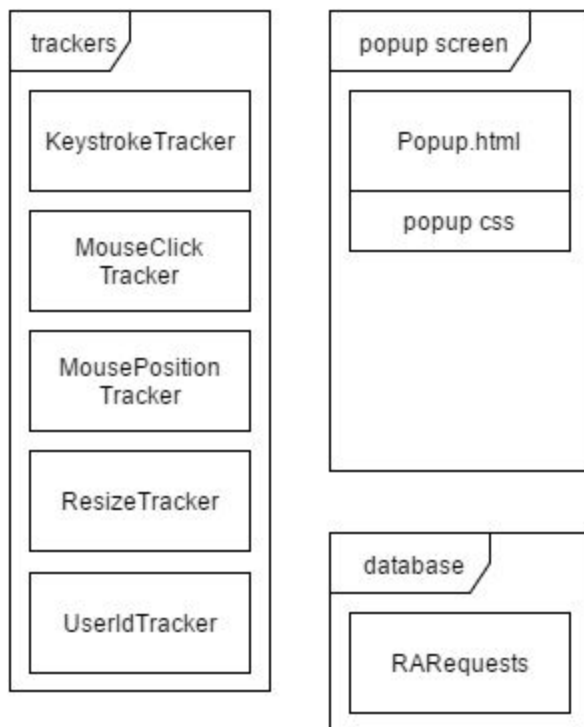 trackers
KeystrokeTracker
MouseClick
Tracker
MousePosition
Tracker
ResizeTracker
UserIdTracker
popup screen
Popup.html
popup css
database
RARequests